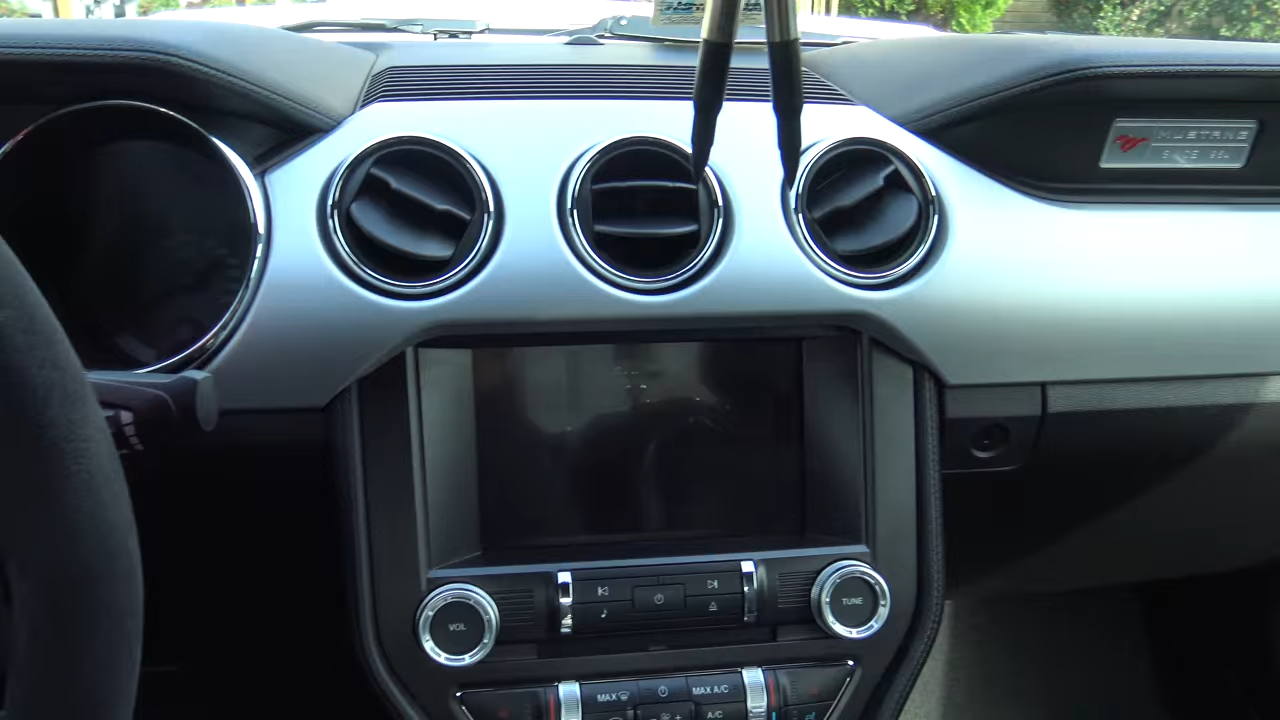 MUSTANG
SINCE 1964
VOL
TUNE
MAX
MAX A/C
A/C